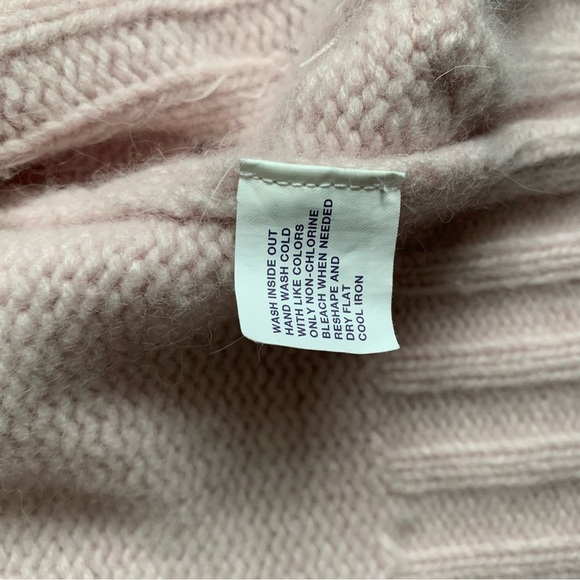 WASH INSIDE OUT
HAND WASH COLD
WITH LIKE COLORS
ONLY NON-CHLORINE
BLEACH WHEN NEEDED
RESHAPE AND
DRY FLAT
COOL IRON